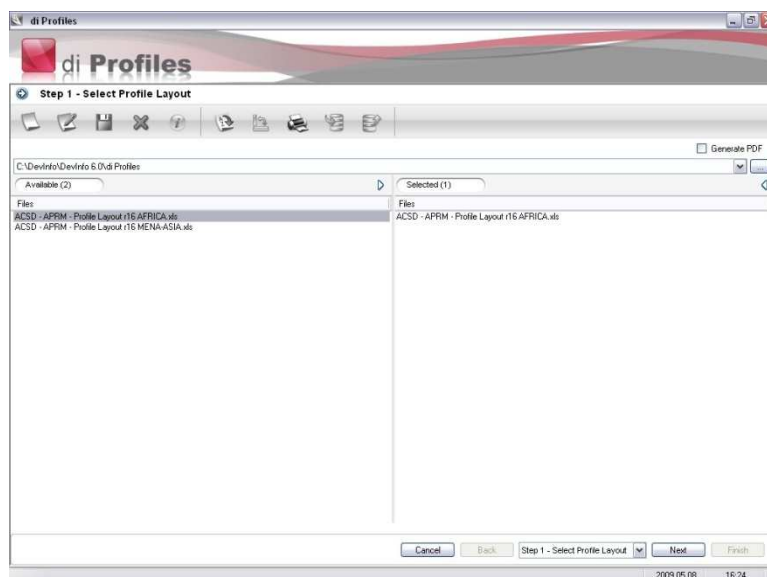 di Profiles
di Profiles
Step 1 - Select Profile Layout
Generate PDF
C:\DevInfo\DevInfo 6.0\di Profiles
...
Available (2)
Selected (1)
Files
Files
ACSD - APRM - Profile Layout r16 AFRICA.xls
ACSD - APRM - Profile Layout r16 AFRICA.xls
ACSD - APRM - Profile Layout r16 MENA-ASIA.xls
Cancel
Back
Step 1 - Select Profile Layout
Next
Finish
2009.05.08
16:24